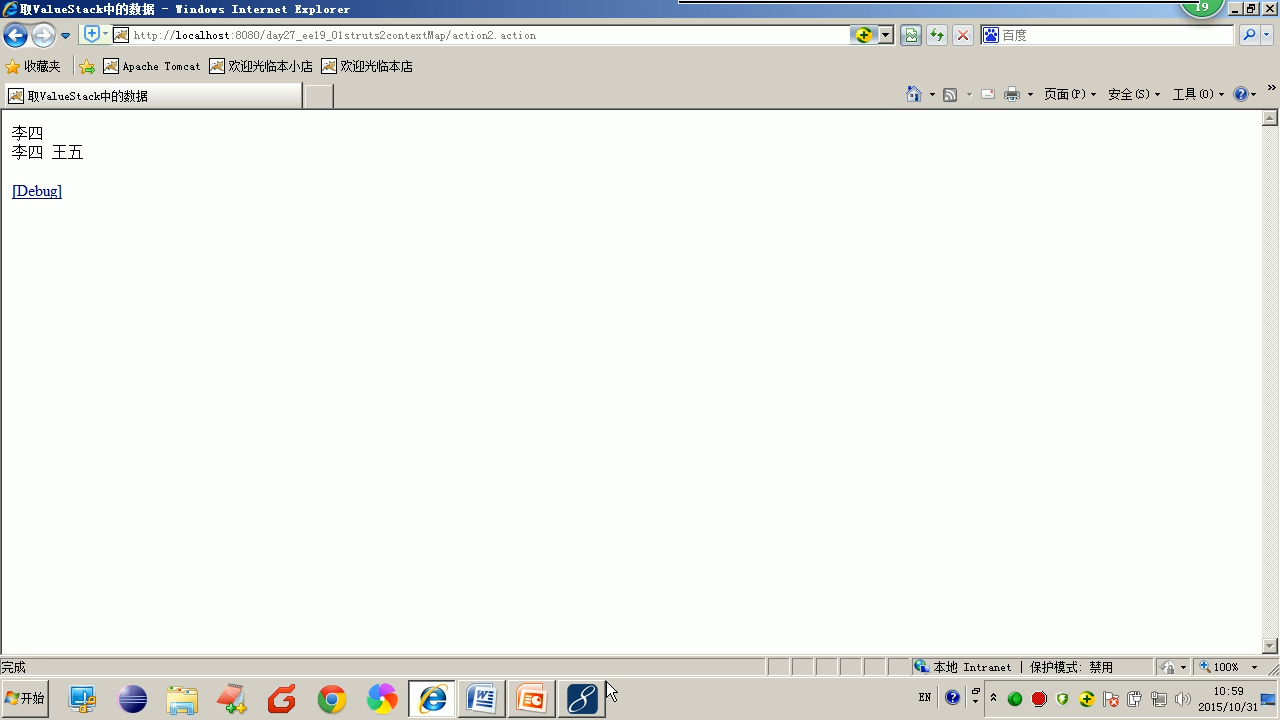 取ValueStack中的数据 - Windows Internet Explorer
19
http://localhost:8080/day27_ee19_01struts2contextMap/action2.action
百度
收藏夹
Apache Tomcat
欢迎光临本小店
欢迎光临本店
取ValueStack中的数据
页面(P)
安全(S)
工具(O)
李四
李四 王五
[Debug]
完成
本地 Intranet | 保护模式: 禁用
100%
开始
EN
10:59
2015/10/31